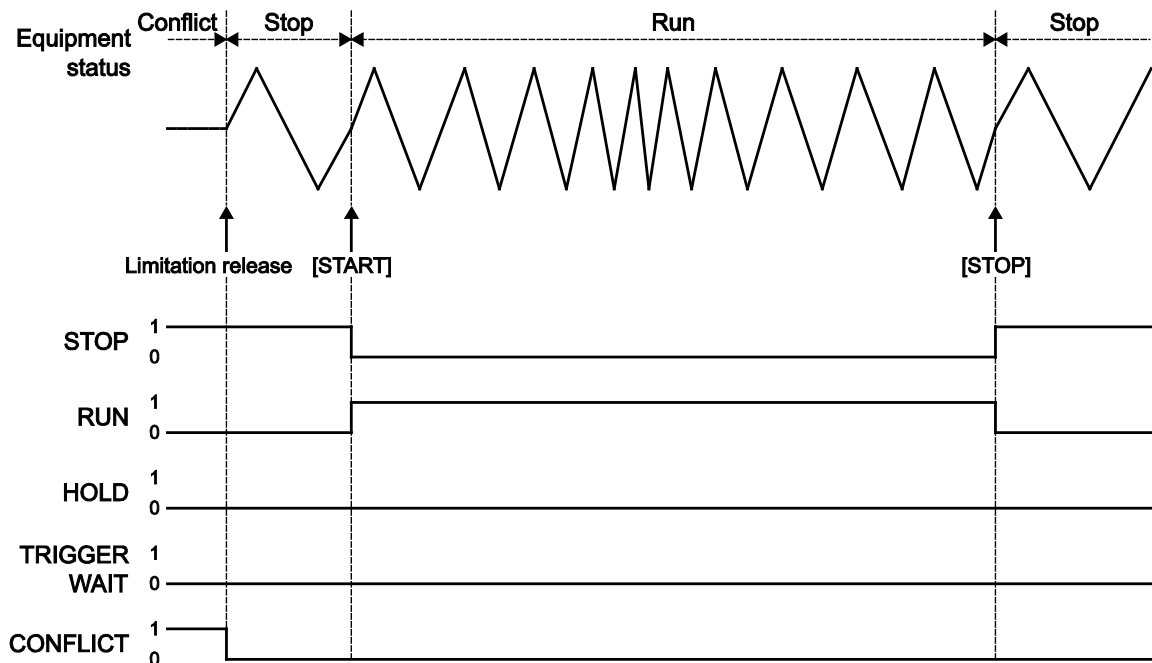 Conflict Stop Run Stop
Equipment
status
Limitation release [START] [STOP]
STOP 1
0
RUN 1
0
HOLD 1
0
TRIGGER
WAIT 1
0
CONFLICT 1
0